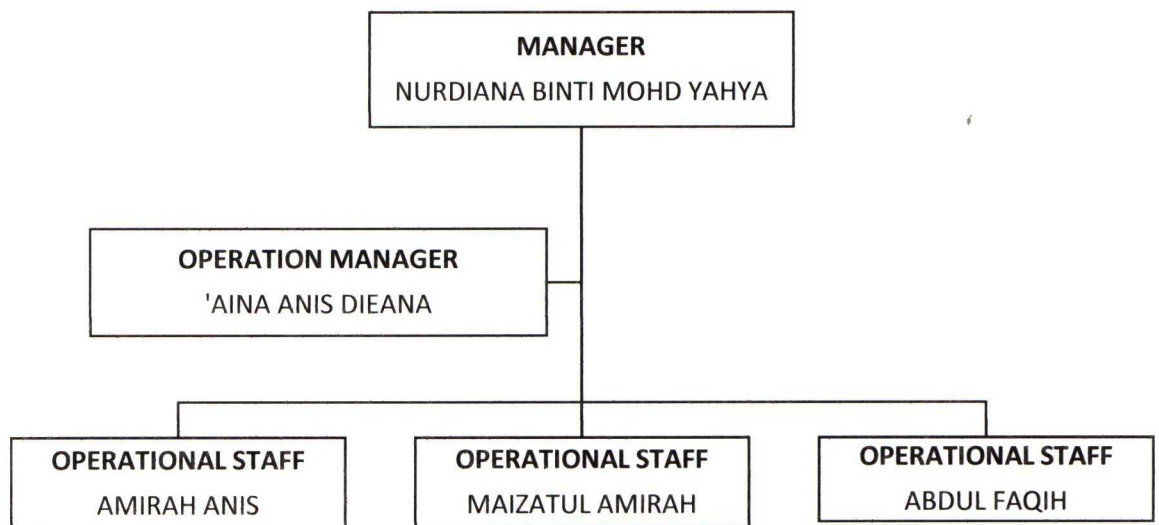 MANAGER
NURDIANA BINTI MOHD YAHYA
OPERATION MANAGER
'AINA ANIS DIEANA
OPERATIONAL STAFF
AMIRAH ANIS
OPERATIONAL STAFF
MAIZATUL AMIRAH
OPERATIONAL STAFF
ABDUL FAQIH